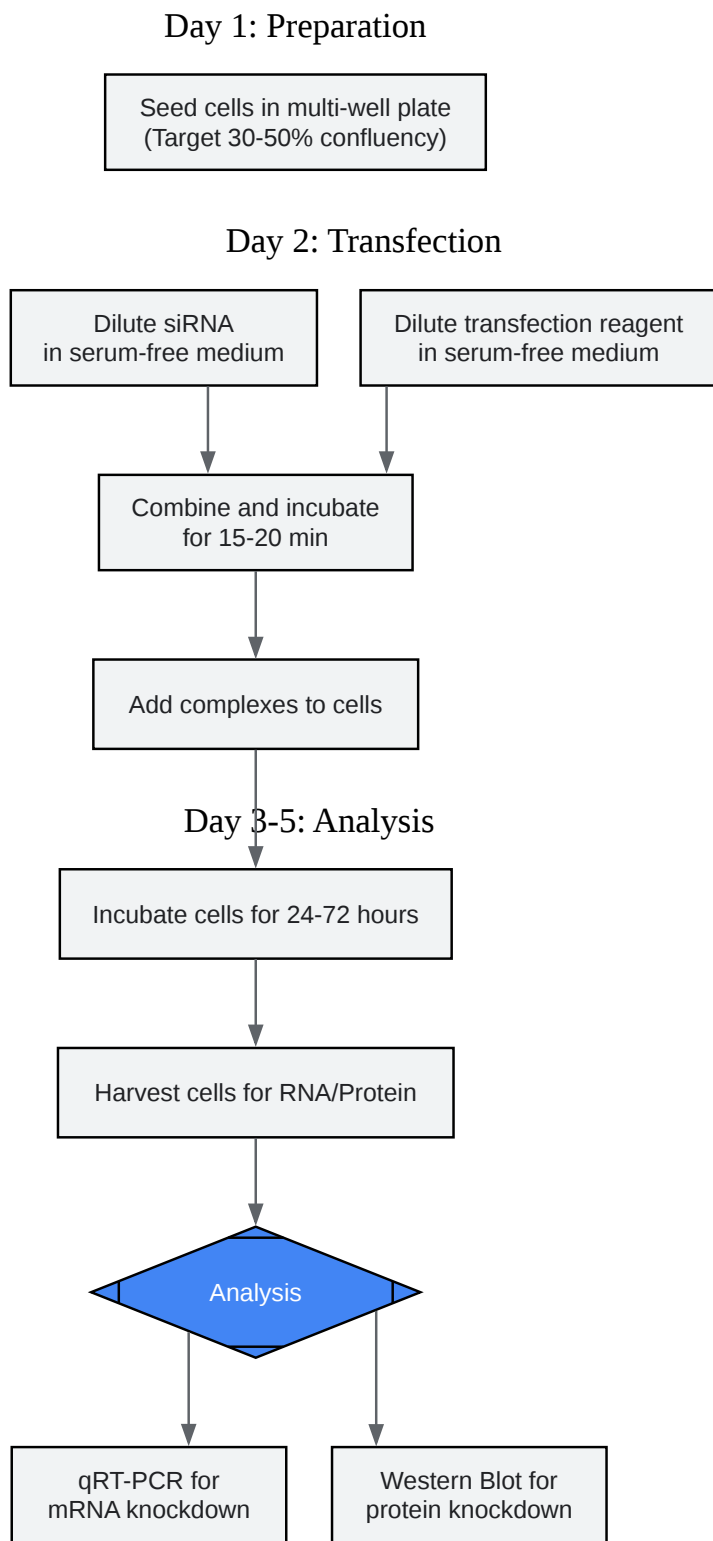 Day 1: Preparation
Seed cells in multi-well plate
(Target 30-50% confluency)
Day 2: Transfection
Dilute siRNA
in serum-free medium
Dilute transfection reagent
in serum-free medium
Combine and incubate
for 15-20 min
Add complexes to cells
Day 3-5: Analysis
Incubate cells for 24-72 hours
Harvest cells for RNA/Protein
Analysis
qRT-PCR for
mRNA knockdown
Western Blot for
protein knockdown